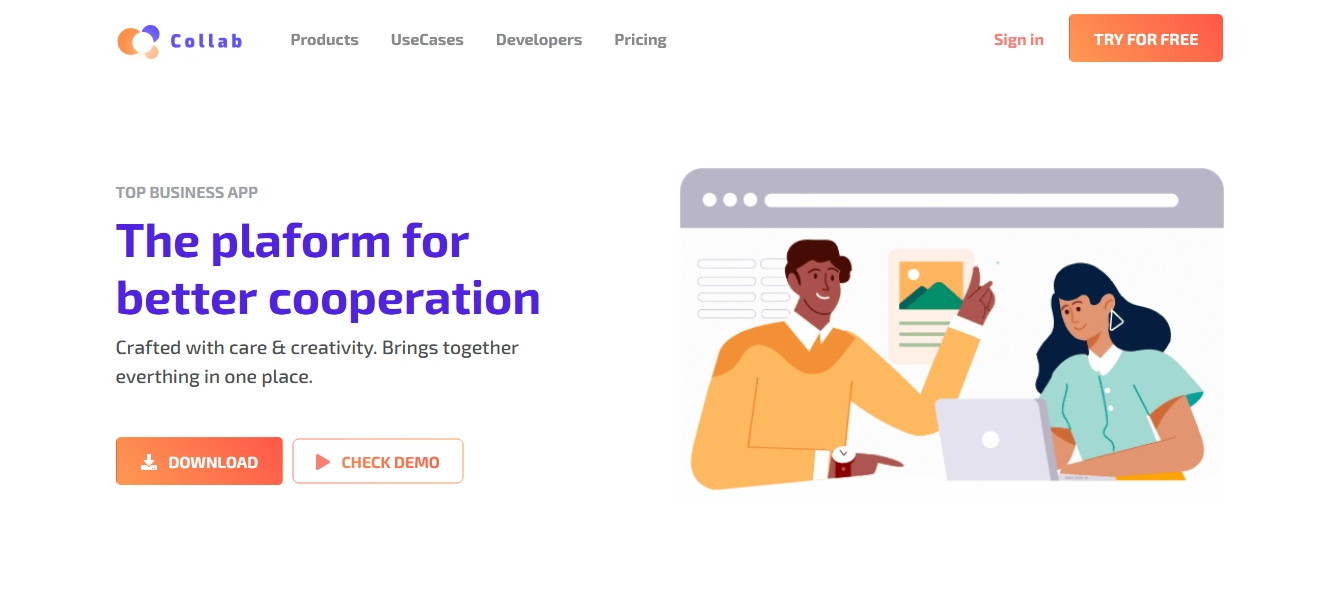 Collab
Products
UseCases
Developers
Pricing
Sign in
TRY FOR FREE
TOP BUSINESS APP
The plaform for
better cooperation
Crafted with care & creativity. Brings together
everthing in one place.
DOWNLOAD
CHECK DEMO